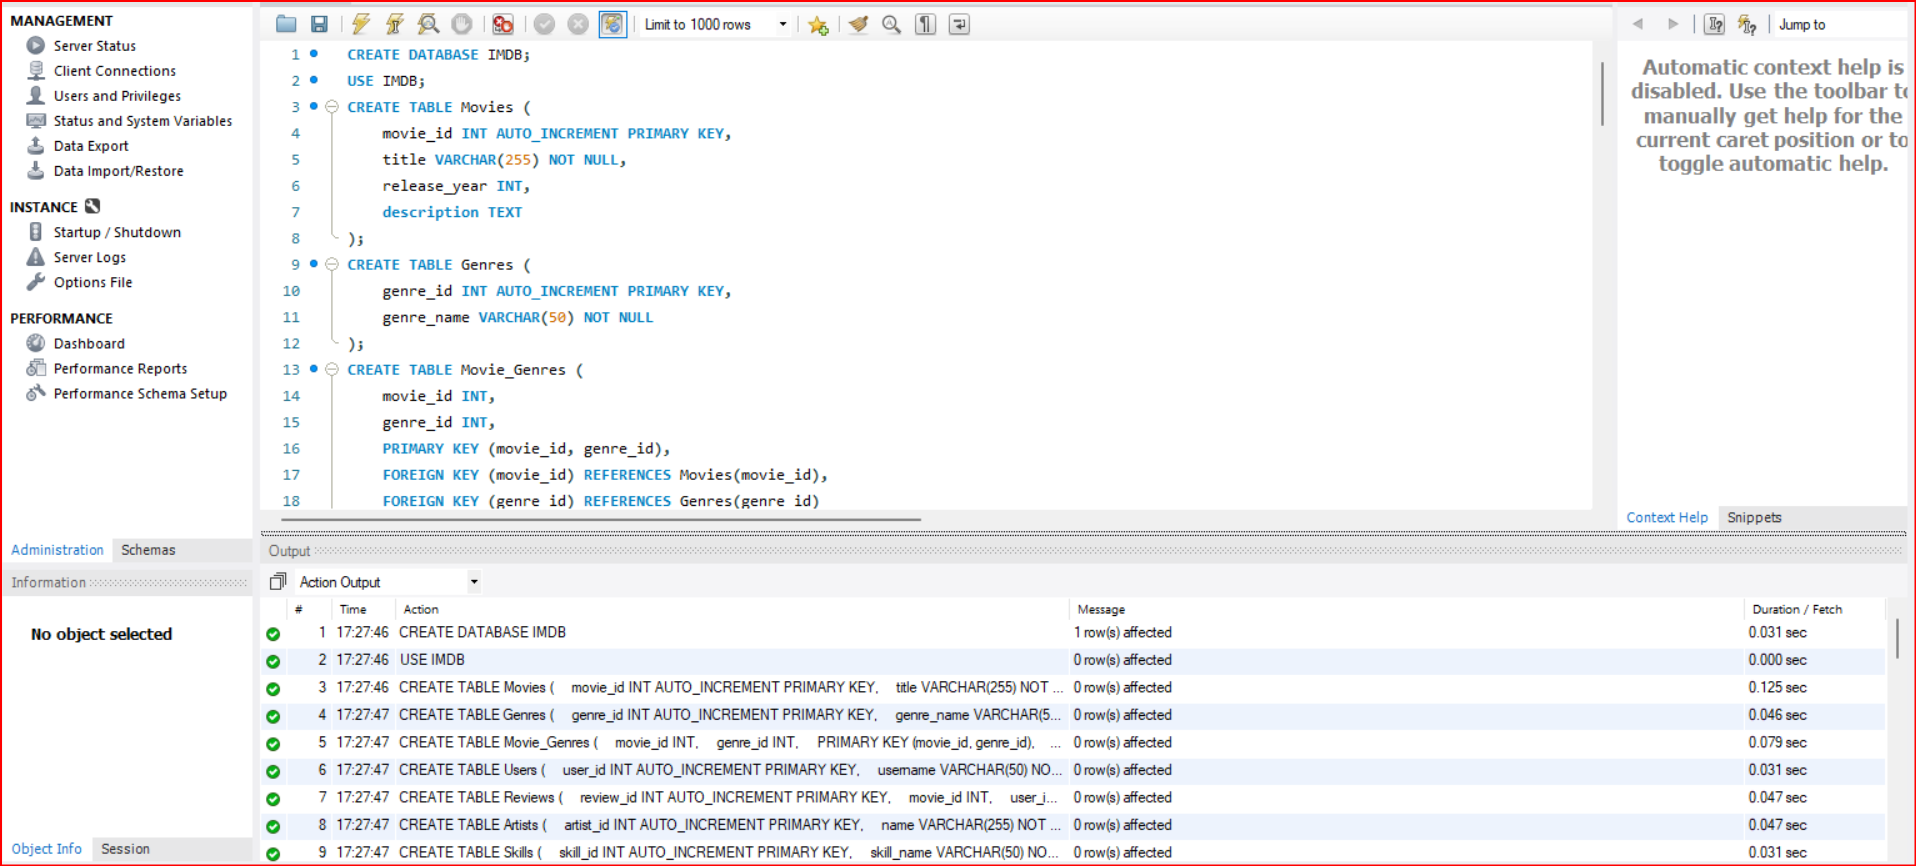 MANAGEMENT
Server Status
Client Connections
Users and Privileges
Status and System Variables
Data Export
Data Import/Restore
INSTANCE
Startup / Shutdown
Server Logs
Options File
PERFORMANCE
Dashboard
Performance Reports
Performance Schema Setup
Administration Schemas
Information
No object selected
Object Info Session
Limit to 1000 rows
1 CREATE DATABASE IMDB;
2 USE IMDB;
3 CREATE TABLE Movies (
4 movie_id INT AUTO_INCREMENT PRIMARY KEY,
5 title VARCHAR(255) NOT NULL,
6 release_year INT,
7 description TEXT
8 );
9 CREATE TABLE Genres (
10 genre_id INT AUTO_INCREMENT PRIMARY KEY,
11 genre_name VARCHAR(50) NOT NULL
12 );
13 CREATE TABLE Movie_Genres (
14 movie_id INT,
15 genre_id INT,
16 PRIMARY KEY (movie_id, genre_id),
17 FOREIGN KEY (movie_id) REFERENCES Movies(movie_id),
18 FOREIGN KEY (genre_id) REFERENCES Genres(genre_id)
Jump to
Automatic context help is
disabled. Use the toolbar to
manually get help for the
current caret position or to
toggle automatic help.
Context Help Snippets
Output
Action Output
# Time Action Message Duration / Fetch
1 17:27:46 CREATE DATABASE IMDB 1 row(s) affected 0.031 sec
2 17:27:46 USE IMDB 0 row(s) affected 0.000 sec
3 17:27:46 CREATE TABLE Movies ( movie_id INT AUTO_INCREMENT PRIMARY KEY, title VARCHAR(255) NOT ... 0 row(s) affected 0.125 sec
4 17:27:47 CREATE TABLE Genres ( genre_id INT AUTO_INCREMENT PRIMARY KEY, genre_name VARCHAR(5... 0 row(s) affected 0.046 sec
5 17:27:47 CREATE TABLE Movie_Genres ( movie_id INT, genre_id INT, PRIMARY KEY (movie_id, genre_id), ... 0 row(s) affected 0.079 sec
6 17:27:47 CREATE TABLE Users ( user_id INT AUTO_INCREMENT PRIMARY KEY, username VARCHAR(50) NO... 0 row(s) affected 0.031 sec
7 17:27:47 CREATE TABLE Reviews ( review_id INT AUTO_INCREMENT PRIMARY KEY, movie_id INT, user_i... 0 row(s) affected 0.047 sec
8 17:27:47 CREATE TABLE Artists ( artist_id INT AUTO_INCREMENT PRIMARY KEY, name VARCHAR(255) NOT ... 0 row(s) affected 0.047 sec
9 17:27:47 CREATE TABLE Skills ( skill_id INT AUTO_INCREMENT PRIMARY KEY, skill_name VARCHAR(50) NO... 0 row(s) affected 0.031 sec